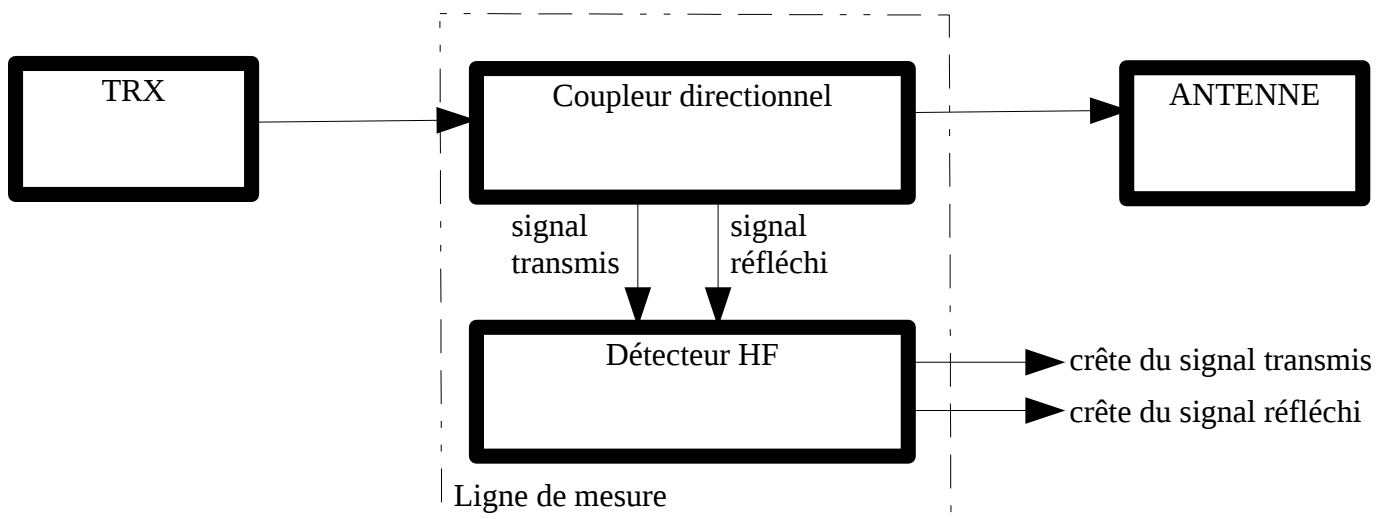 TRX
Coupleur directionnel
ANTENNE
signal
transmis
signal
réfléchi
Détecteur HF
crête du signal transmis
crête du signal réfléchi
Ligne de mesure